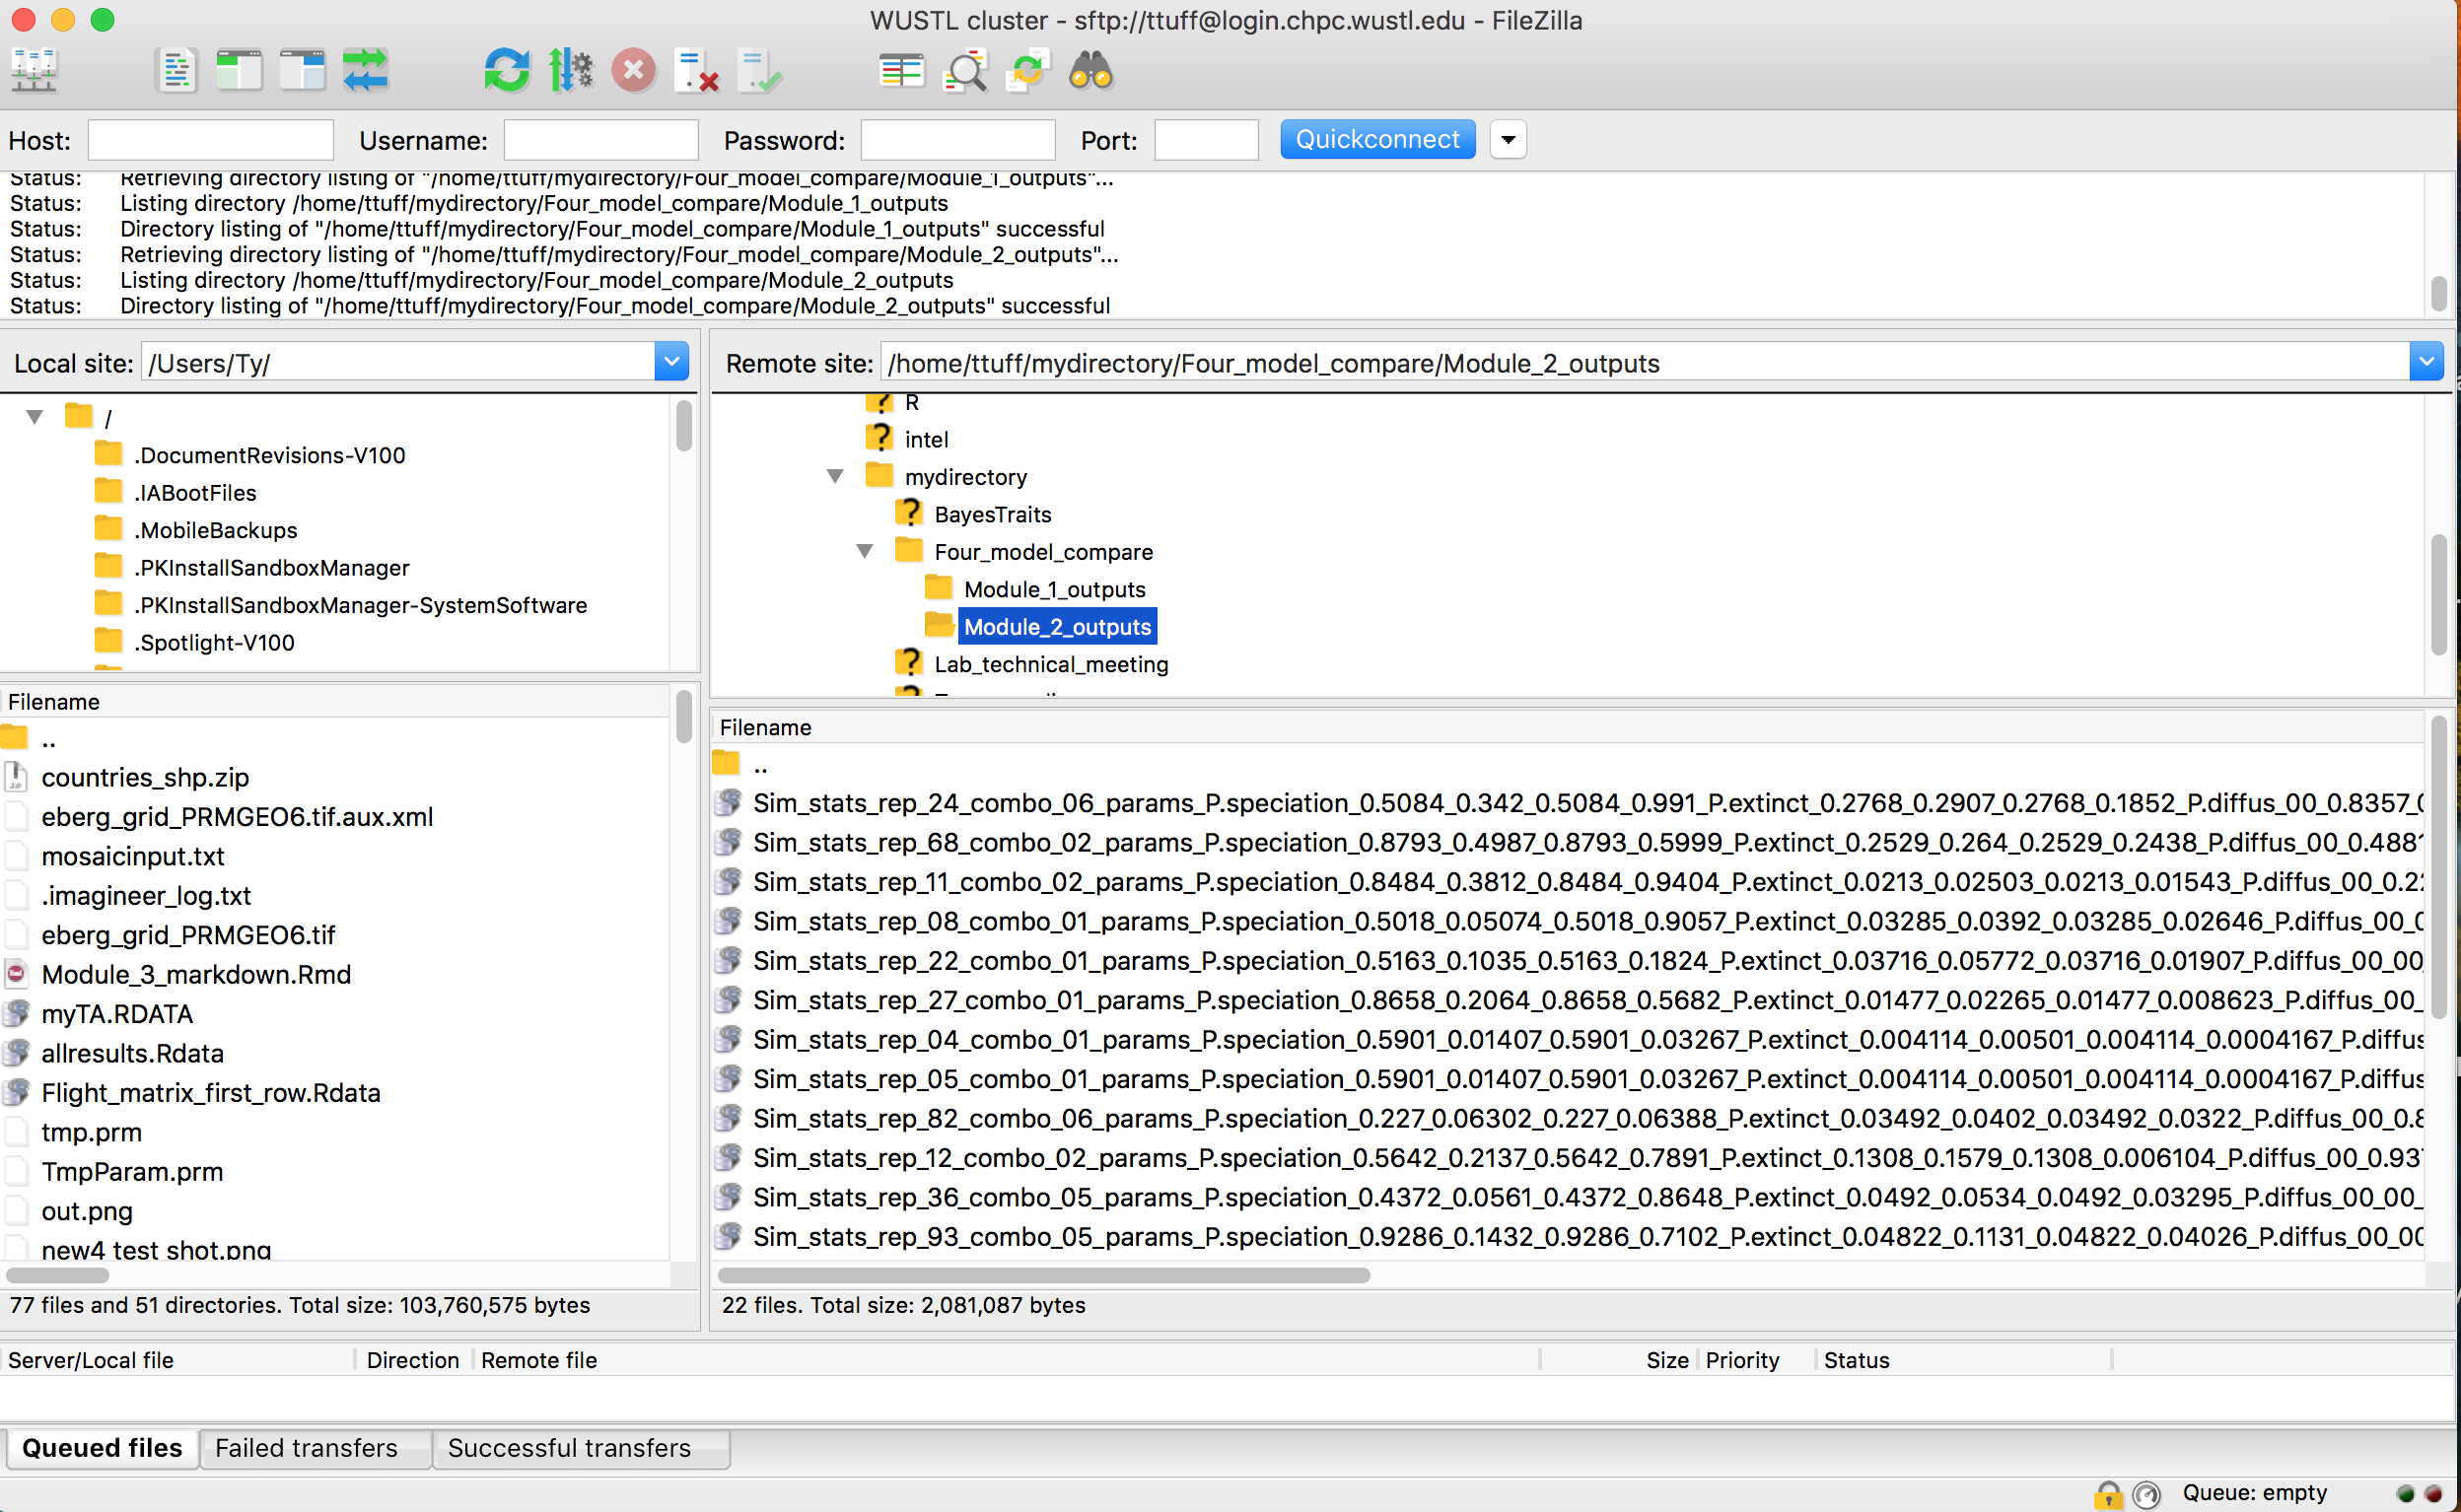 WUSTL cluster - sftp://ttuff@login.chpc.wustl.edu - FileZilla
Host: Username: Password: Port: Quickconnect
Status: Retrieving directory listing of "/home/ttuff/mydirectory/Four_model_compare/Module_1_outputs"...
Status: Listing directory /home/ttuff/mydirectory/Four_model_compare/Module_1_outputs
Status: Directory listing of "/home/ttuff/mydirectory/Four_model_compare/Module_1_outputs" successful
Status: Retrieving directory listing of "/home/ttuff/mydirectory/Four_model_compare/Module_2_outputs"...
Status: Listing directory /home/ttuff/mydirectory/Four_model_compare/Module_2_outputs
Status: Directory listing of "/home/ttuff/mydirectory/Four_model_compare/Module_2_outputs" successful
Local site: /Users/Ty/
/
.DocumentRevisions-V100
.IABootFiles
.MobileBackups
.PKInstallSandboxManager
.PKInstallSandboxManager-SystemSoftware
.Spotlight-V100
Filename
..
countries_shp.zip
eberg_grid_PRMGEO6.tif.aux.xml
mosaicinput.txt
.imagineer_log.txt
eberg_grid_PRMGEO6.tif
Module_3_markdown.Rmd
myTA.RDATA
allresults.Rdata
Flight_matrix_first_row.Rdata
tmp.prm
TmpParam.prm
out.png
new4 test shot.png
77 files and 51 directories. Total size: 103,760,575 bytes
Remote site: /home/ttuff/mydirectory/Four_model_compare/Module_2_outputs
R
intel
mydirectory
BayesTraits
Four_model_compare
Module_1_outputs
Module_2_outputs
Lab_technical_meeting
Filename
..
Sim_stats_rep_24_combo_06_params_P.speciation_0.5084_0.342_0.5084_0.991_P.extinct_0.2768_0.2907_0.2768_0.1852_P.diffus_00_0.8357_0
Sim_stats_rep_68_combo_02_params_P.speciation_0.8793_0.4987_0.8793_0.5999_P.extinct_0.2529_0.264_0.2529_0.2438_P.diffus_00_0.4881
Sim_stats_rep_11_combo_02_params_P.speciation_0.8484_0.3812_0.8484_0.9404_P.extinct_0.0213_0.02503_0.0213_0.01543_P.diffus_00_0.22
Sim_stats_rep_08_combo_01_params_P.speciation_0.5018_0.05074_0.5018_0.9057_P.extinct_0.03285_0.0392_0.03285_0.02646_P.diffus_00_0
Sim_stats_rep_22_combo_01_params_P.speciation_0.5163_0.1035_0.5163_0.1824_P.extinct_0.03716_0.05772_0.03716_0.01907_P.diffus_00_00_
Sim_stats_rep_27_combo_01_params_P.speciation_0.8658_0.2064_0.8658_0.5682_P.extinct_0.01477_0.02265_0.01477_0.008623_P.diffus_00_
Sim_stats_rep_04_combo_01_params_P.speciation_0.5901_0.01407_0.5901_0.03267_P.extinct_0.004114_0.00501_0.004114_0.0004167_P.diffus
Sim_stats_rep_05_combo_01_params_P.speciation_0.5901_0.01407_0.5901_0.03267_P.extinct_0.004114_0.00501_0.004114_0.0004167_P.diffus
Sim_stats_rep_82_combo_06_params_P.speciation_0.227_0.06302_0.227_0.06388_P.extinct_0.03492_0.0402_0.03492_0.0322_P.diffus_00_0.8
Sim_stats_rep_12_combo_02_params_P.speciation_0.5642_0.2137_0.5642_0.7891_P.extinct_0.1308_0.1579_0.1308_0.006104_P.diffus_00_0.937
Sim_stats_rep_36_combo_05_params_P.speciation_0.4372_0.0561_0.4372_0.8648_P.extinct_0.0492_0.0534_0.0492_0.03295_P.diffus_00_00_
Sim_stats_rep_93_combo_05_params_P.speciation_0.9286_0.1432_0.9286_0.7102_P.extinct_0.04822_0.1131_0.04822_0.04026_P.diffus_00_00
22 files. Total size: 2,081,087 bytes
Server/Local file Direction Remote file Size Priority Status
Queued files Failed transfers Successful transfers
Queue: empty